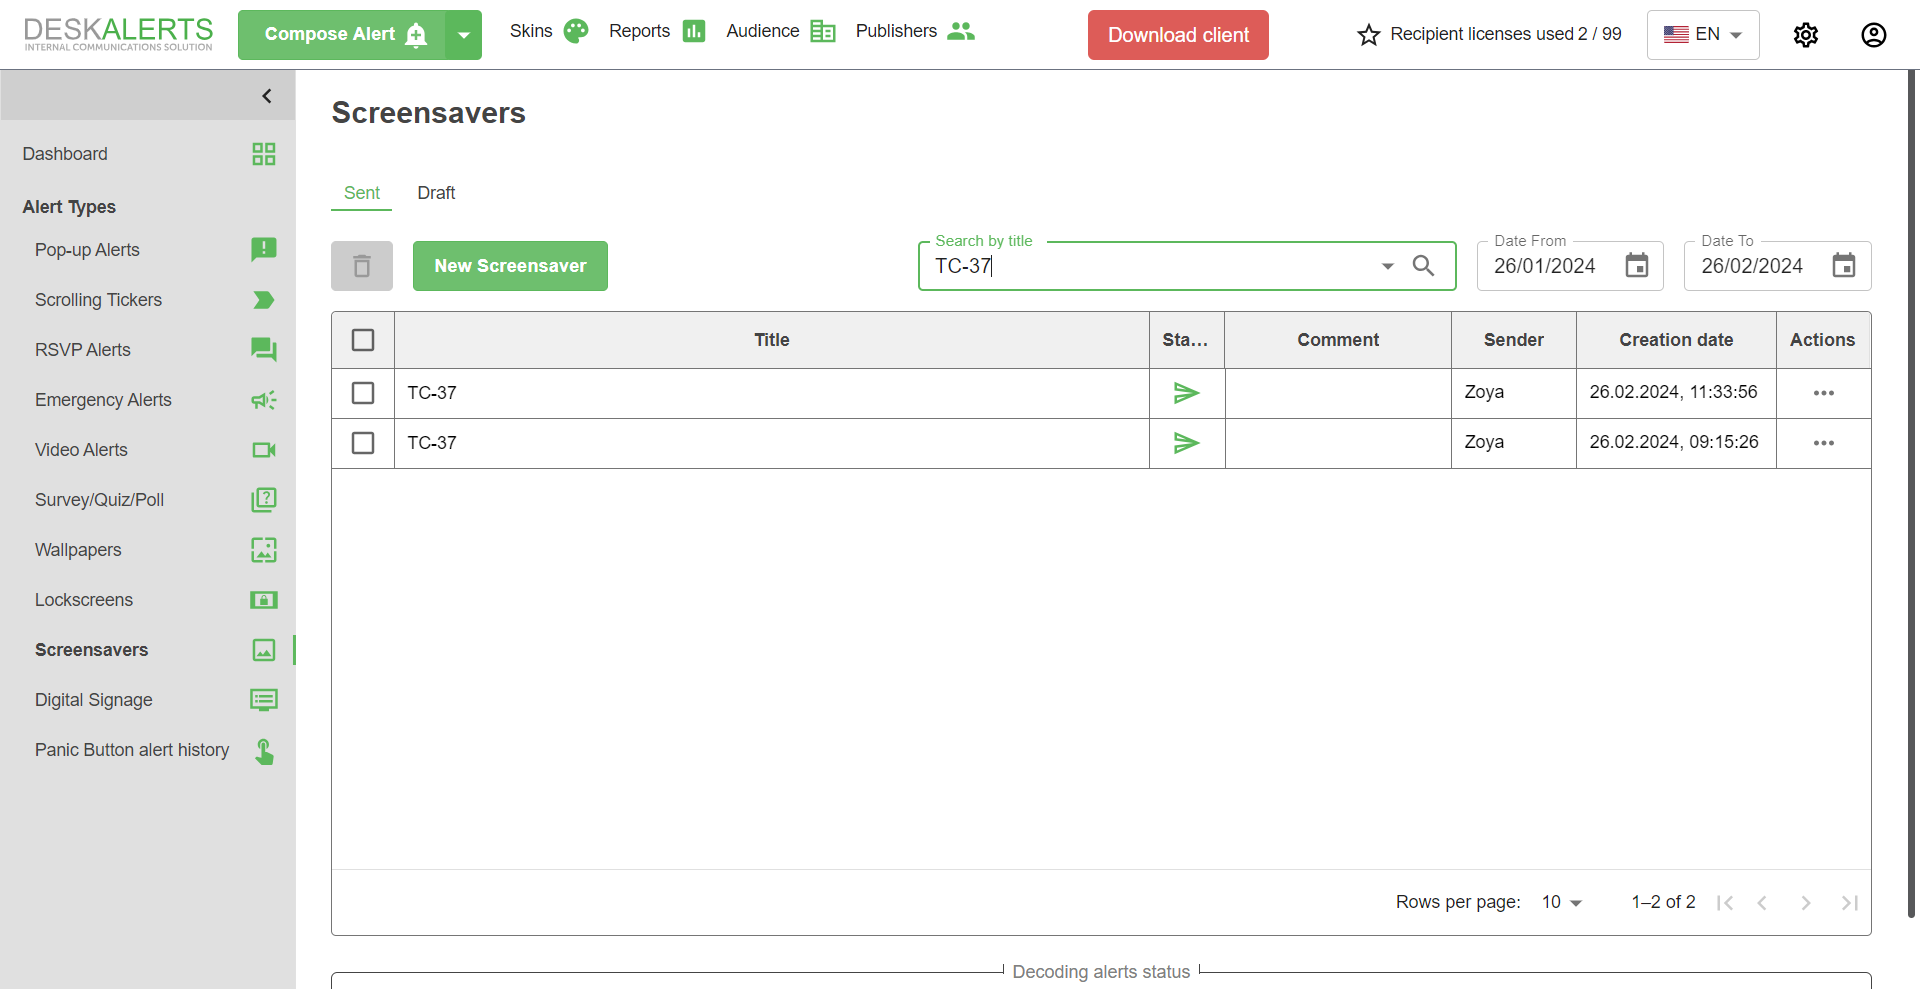 DESKALERTS
INTERNAL COMMUNICATIONS SOLUTION
Compose Alert
Skins
Reports
Audience
Publishers
Download client
Recipient licenses used 2 / 99
EN
Dashboard
Alert Types
Pop-up Alerts
Scrolling Tickers
RSVP Alerts
Emergency Alerts
Video Alerts
Survey/Quiz/Poll
Wallpapers
Lockscreens
Screensavers
Digital Signage
Panic Button alert history
Screensavers
Sent Draft
New Screensaver
Search by title
TC-37
Date From
26/01/2024
Date To
26/02/2024
Title Sta... Comment Sender Creation date Actions
TC-37 Zoya 26.02.2024, 11:33:56
TC-37 Zoya 26.02.2024, 09:15:26
Rows per page: 10 1–2 of 2
Decoding alerts status